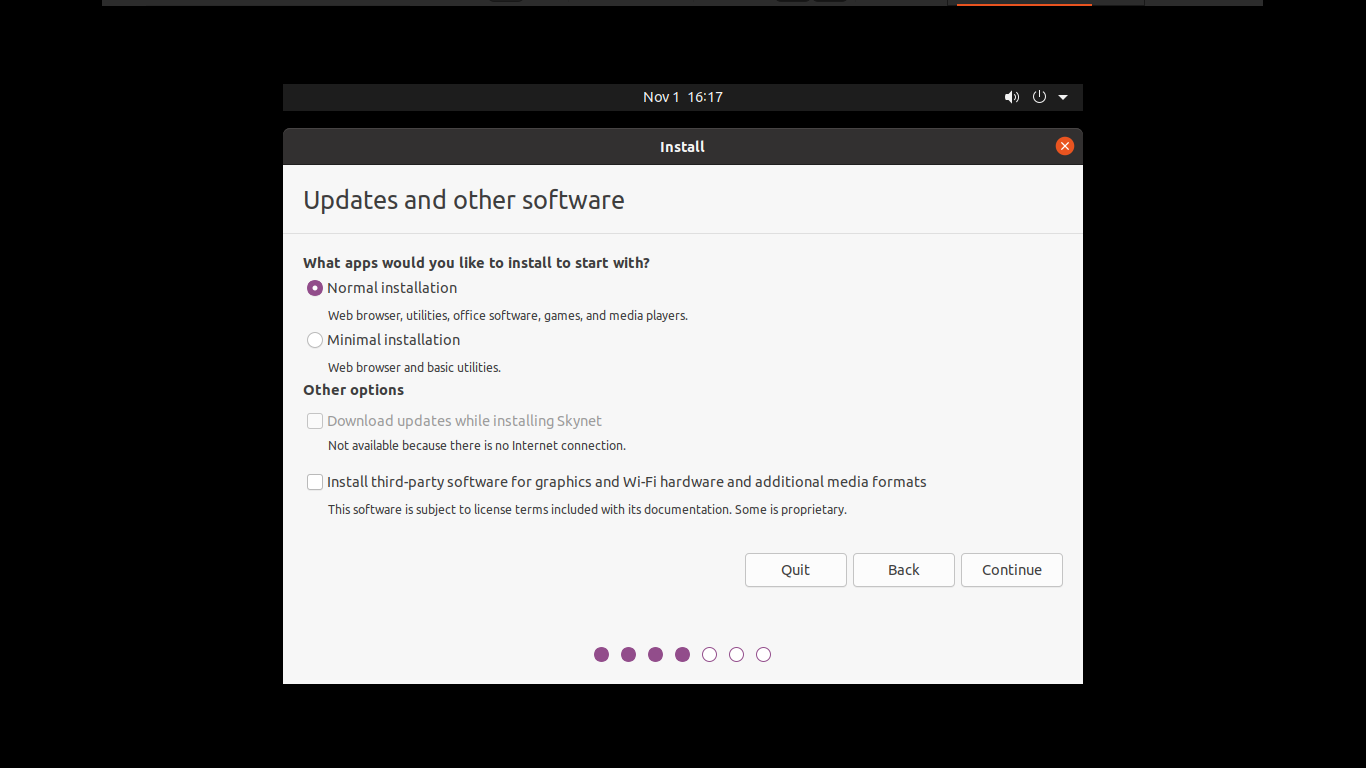 Nov 1 16:17
Install
Updates and other software
What apps would you like to install to start with?
Normal installation
Web browser, utilities, office software, games, and media players.
Minimal installation
Web browser and basic utilities.
Other options
Download updates while installing Skynet
Not available because there is no Internet connection.
Install third-party software for graphics and Wi-Fi hardware and additional media formats
This software is subject to license terms included with its documentation. Some is proprietary.
Quit Back Continue